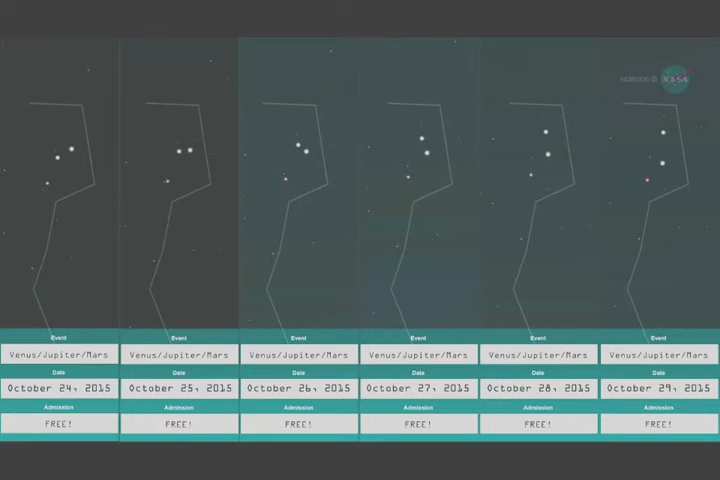 science @ NASA
Event Event Event Event Event Event
Venus/Jupiter/Mars Venus/Jupiter/Mars Venus/Jupiter/Mars Venus/Jupiter/Mars Venus/Jupiter/Mars Venus/Jupiter/Mars
Date Date Date Date Date Date
October 24, 2015 October 25, 2015 October 26, 2015 October 27, 2015 October 28, 2015 October 29, 2015
Admission Admission Admission Admission Admission Admission
FREE! FREE! FREE! FREE! FREE! FREE!